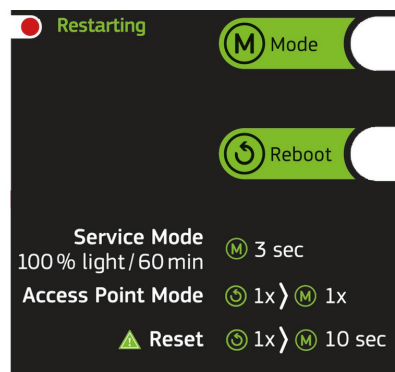 Restarting
M Mode
Reboot
Service Mode
100 % light / 60 min
M 3 sec
Access Point Mode
1x ⟩ M 1x
Reset
1x ⟩ M 10 sec